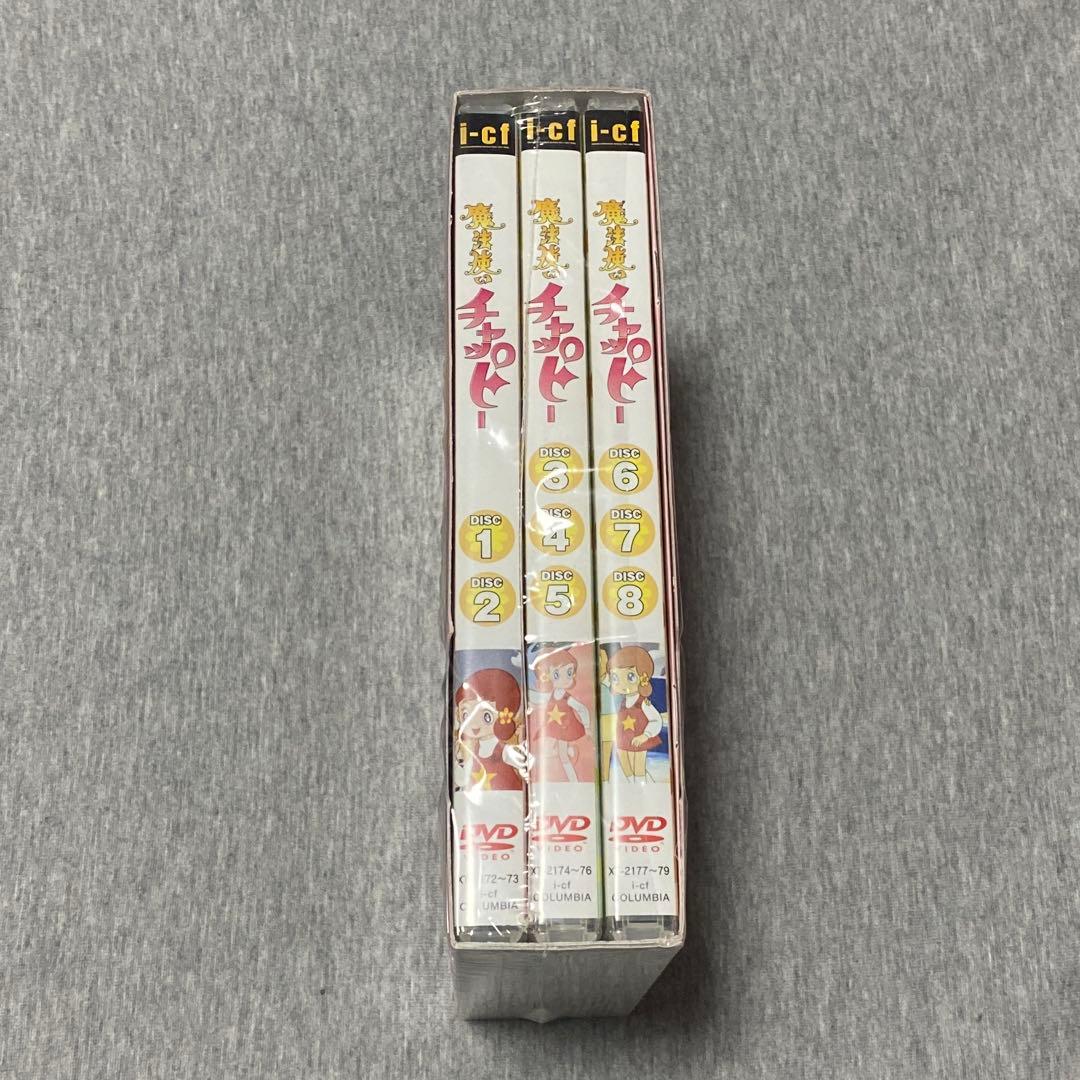 i-cf
魔法使い
チャッピー
DISC
1
DISC
2
DVD
VIDEO
72~73
i-cf
COLUMBIA
i-cf
魔法使い
チャッピー
DISC
3
DISC
4
DISC
5
DVD
VIDEO
2174~76
i-cf
COLUMBIA
i-cf
魔法使い
チャッピー
DISC
6
DISC
7
DISC
8
DVD
VIDEO
-2177~79
i-cf
COLUMBIA